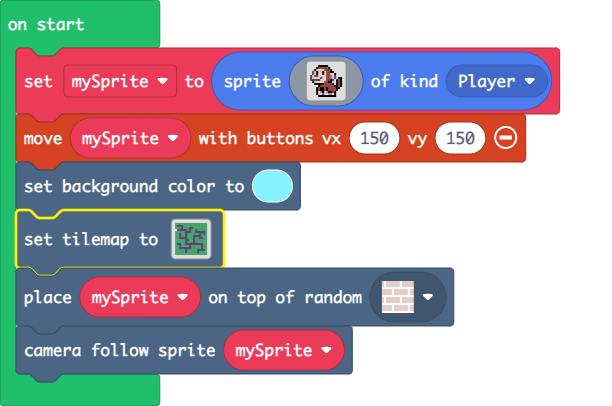 on start
set mySprite to sprite of kind Player
move mySprite with buttons vx 150 vy 150
set background color to
set tilemap to
place mySprite on top of random
camera follow sprite mySprite